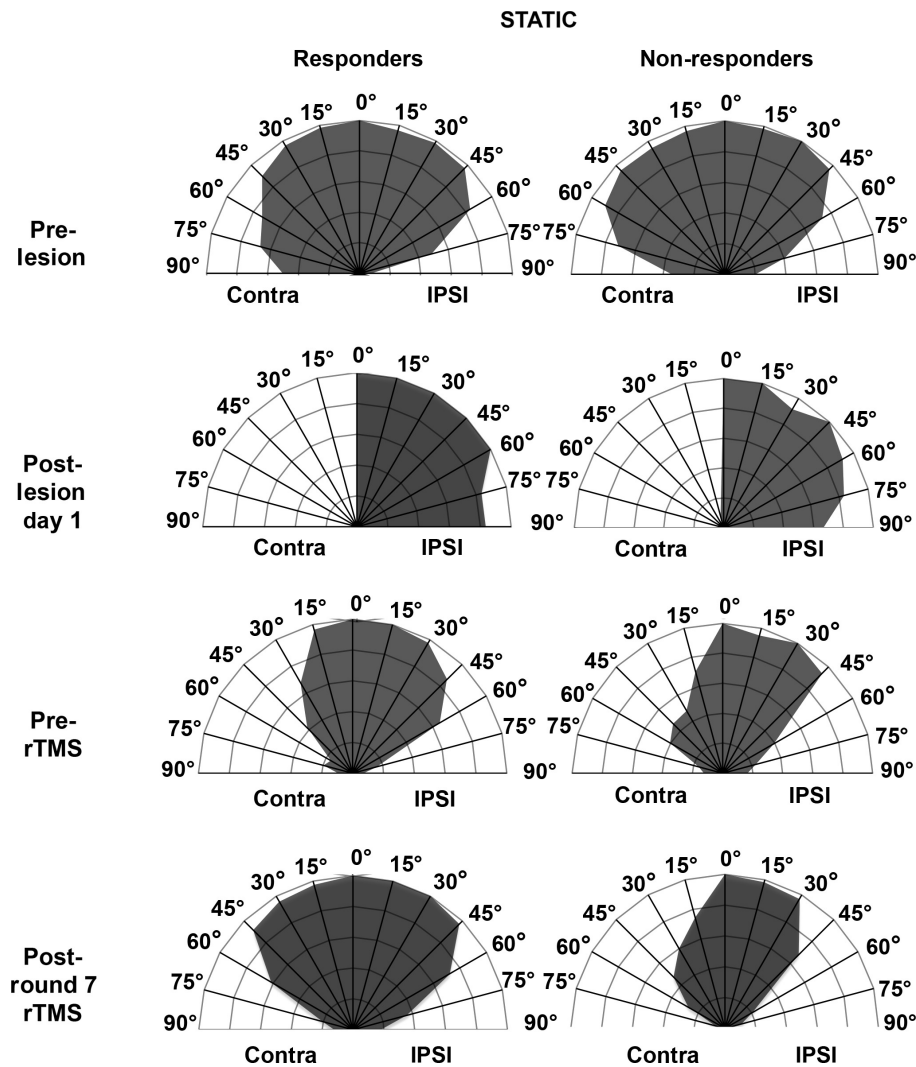 STATIC
Responders
Non-responders
Pre-
lesion
90° 75° 60° 45° 30° 15° 0° 15° 30° 45° 60° 75° 90°
Contra IPSI
75° 60° 45° 30° 15° 0° 15° 30° 45° 60° 75° 90°
Contra IPSI
Post-
lesion
day 1
90° 75° 60° 45° 30° 15° 0° 15° 30° 45° 60° 75°
Contra IPSI
90° 75° 60° 45° 30° 15° 0° 15° 30° 45° 60° 75° 90°
Contra IPSI
Pre-
rTMS
90° 75° 60° 45° 30° 15° 0° 15° 30° 45° 60° 75° 90°
Contra IPSI
75° 60° 45° 30° 15° 0° 15° 30° 45° 60° 75° 90°
Contra IPSI
Post-
round 7
rTMS
90° 75° 60° 45° 30° 15° 0° 15° 30° 45° 60° 75° 90°
Contra IPSI
75° 60° 45° 30° 15° 0° 15° 30° 45° 60° 75° 90°
Contra IPSI